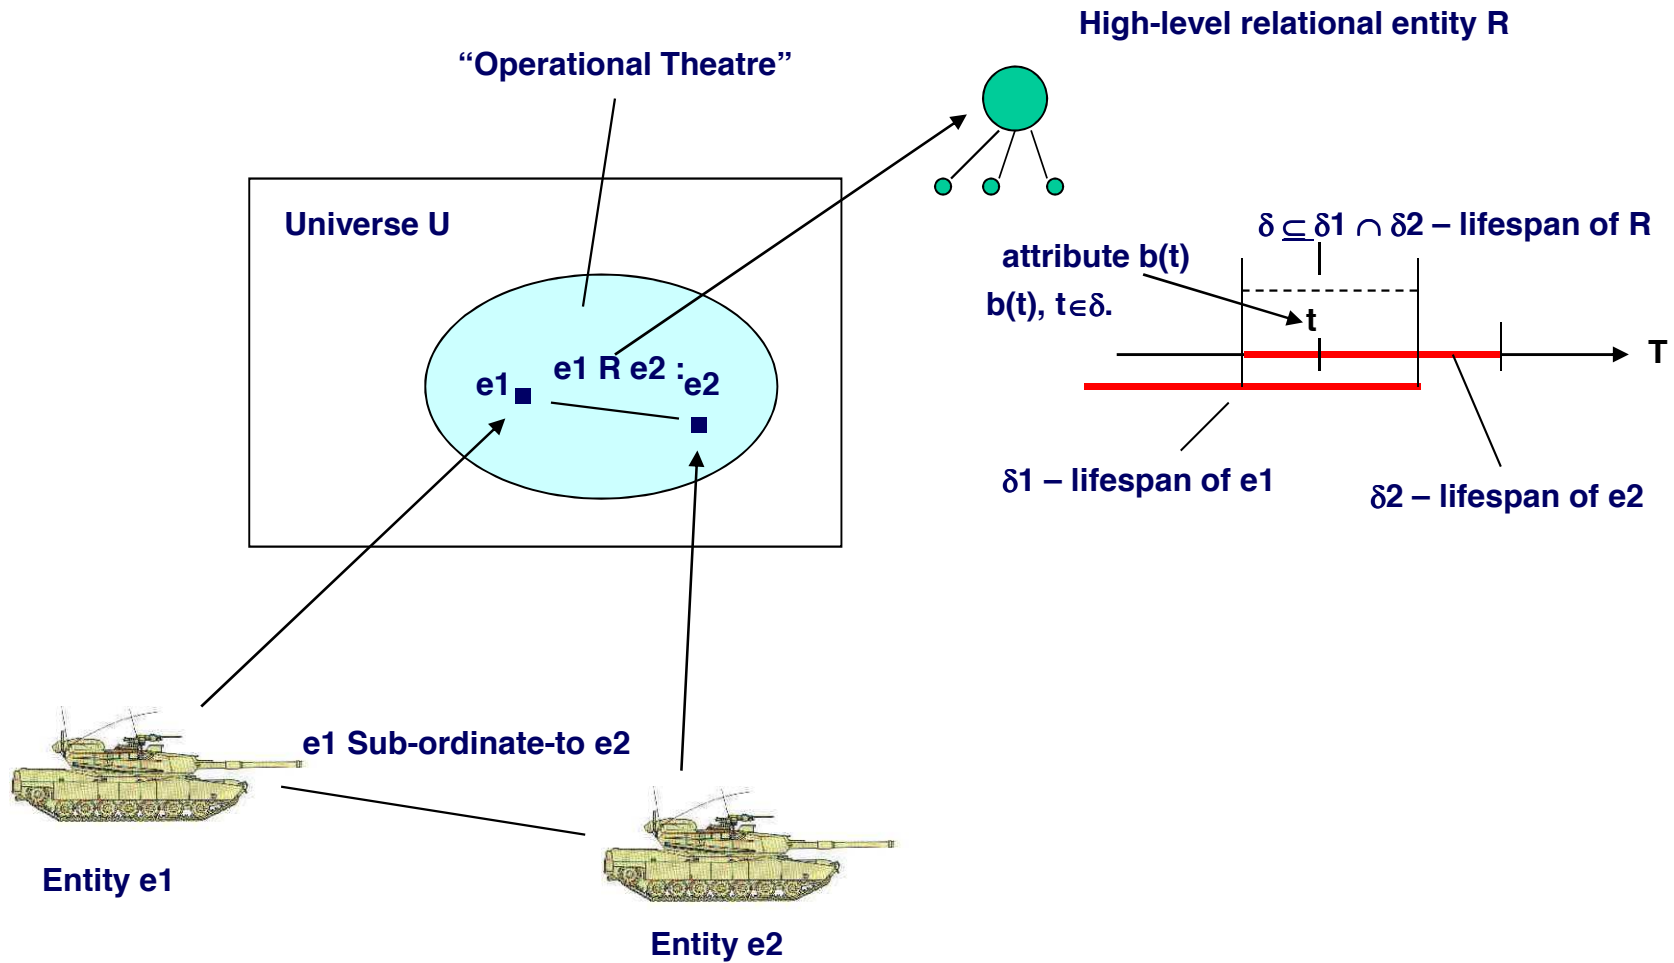 High-level relational entity R
“Operational Theatre”
Universe U
δ ⊆ δ1 ∩ δ2 – lifespan of R
attribute b(t)
b(t), t∈δ.
t
T
e1 R e2 :
e1
e2
δ1 – lifespan of e1
δ2 – lifespan of e2
e1 Sub-ordinate-to e2
Entity e1
Entity e2